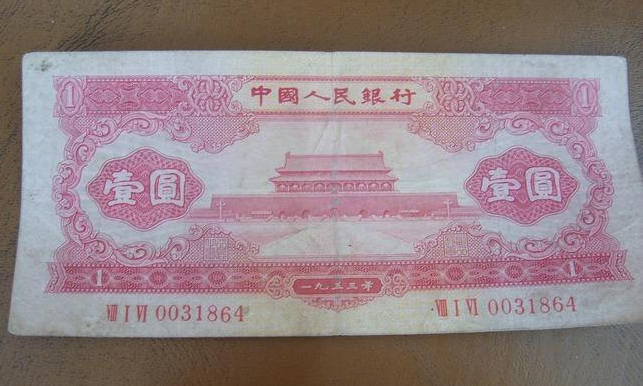 1 中國人民銀行 1
壹圓 壹圓
1 一九五三年 1
Ⅷ Ⅰ Ⅵ 0031864 Ⅷ Ⅰ Ⅵ 0031864